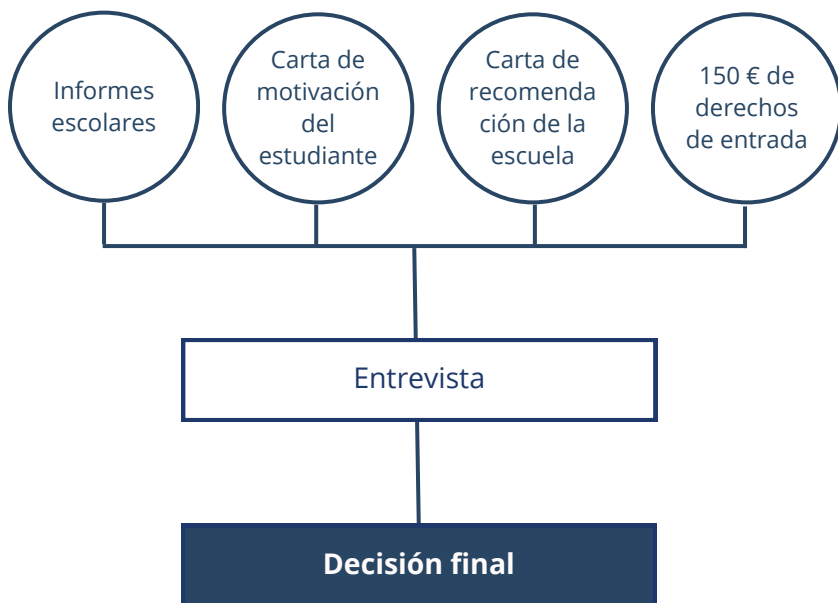 Informes
escolares
Carta de
motivación
del
estudiante
Carta de
recomenda
ción de la
escuela
150 € de
derechos
de entrada
Entrevista
Decisión final